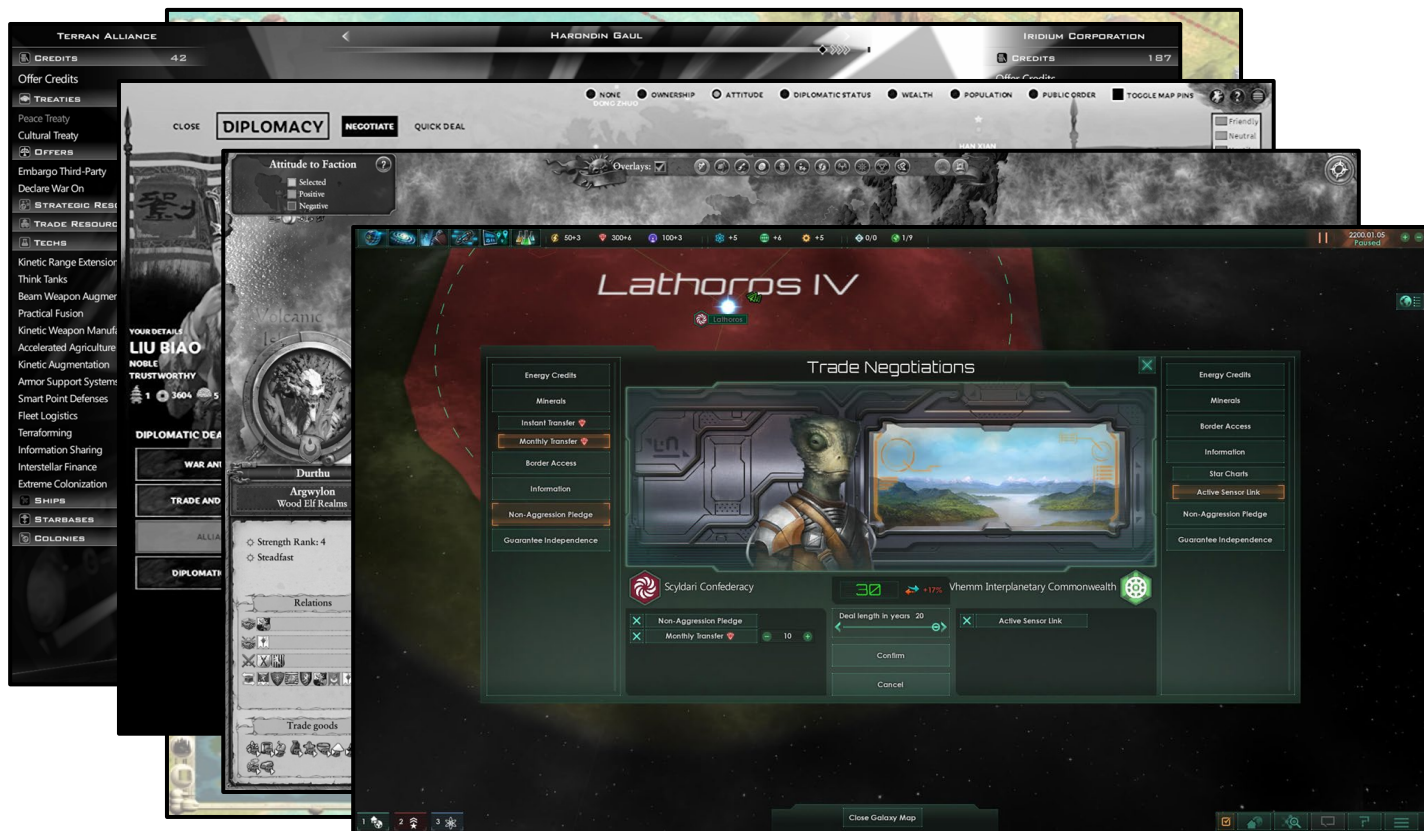 TERRAN ALLIANCE
HARONDIN GAUL
IRIDIUM CORPORATION
CREDITS 42
CREDITS 187
Offer Credits
Offer Credits
TREATIES
Peace Treaty
Cultural Treaty
OFFERS
Embargo Third-Party
Declare War On
STRATEGIC RESO
TRADE RESOURC
TECHS
Kinetic Range Extension
Think Tanks
Beam Weapon Augmer
Practical Fusion
Kinetic Weapon Manufa
Accelerated Agriculture
Kinetic Augmentation
Armor Support Systems
Smart Point Defenses
Fleet Logistics
Terraforming
Information Sharing
Interstellar Finance
Extreme Colonization
SHIPS
STARBASES
COLONIES
NONE
OWNERSHIP
ATTITUDE
DIPLOMATIC STATUS
WEALTH
POPULATION
PUBLIC ORDER
TOGGLE MAP PINS
DONG ZHUO
CLOSE
DIPLOMACY
NEGOTIATE
QUICK DEAL
HAN XIAN
Friendly
Neutral
YOUR DETAILS
LIU BIAO
NOBLE
TRUSTWORTHY
1 3604 5
DIPLOMATIC DEA
WAR AN
TRADE AND
ALLIA
DIPLOMATI
Attitude to Faction
?
Selected
Positive
Negative
Overlays:
Volcanic
Durthu
Argwylon
Wood Elf Realms
Strength Rank: 4
Steadfast
Relations
Trade goods
50+3
300+6
100+3
+5
+6
+5
0/0
1/9
2200.01.05
Paused
Lathoros IV
Lathoros
Trade Negotiations
Energy Credits
Minerals
Instant Transfer
Monthly Transfer
Border Access
Information
Non-Aggression Pledge
Guarantee Independence
Energy Credits
Minerals
Border Access
Information
Star Charts
Active Sensor Link
Non-Aggression Pledge
Guarantee Independence
Scyldari Confederacy
30
+17%
Vhemm Interplanetary Commonwealth
Non-Aggression Pledge
Monthly Transfer
10
Deal length in years 20
Confirm
Cancel
Active Sensor Link
1
2
3
Close Galaxy Map
?